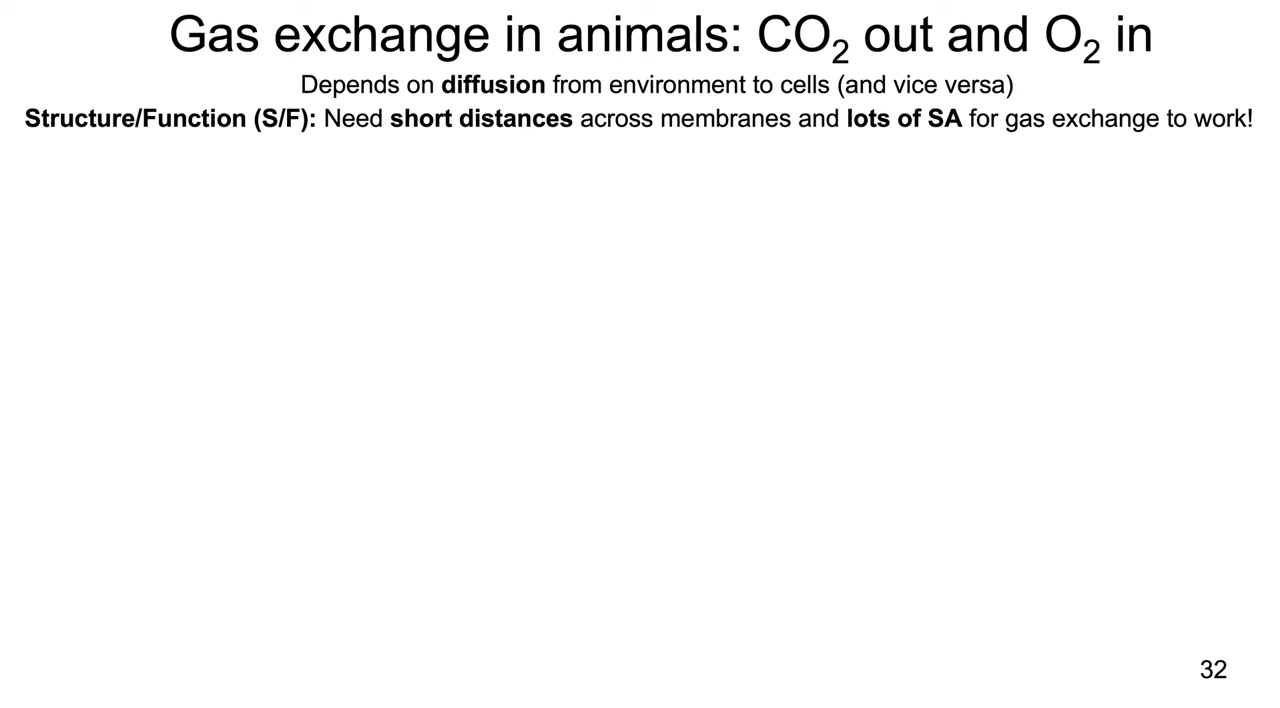 Gas exchange in animals: CO₂ out and O₂ in
Depends on diffusion from environment to cells (and vice versa)
Structure/Function (S/F): Need short distances across membranes and lots of SA for gas exchange to work!
32